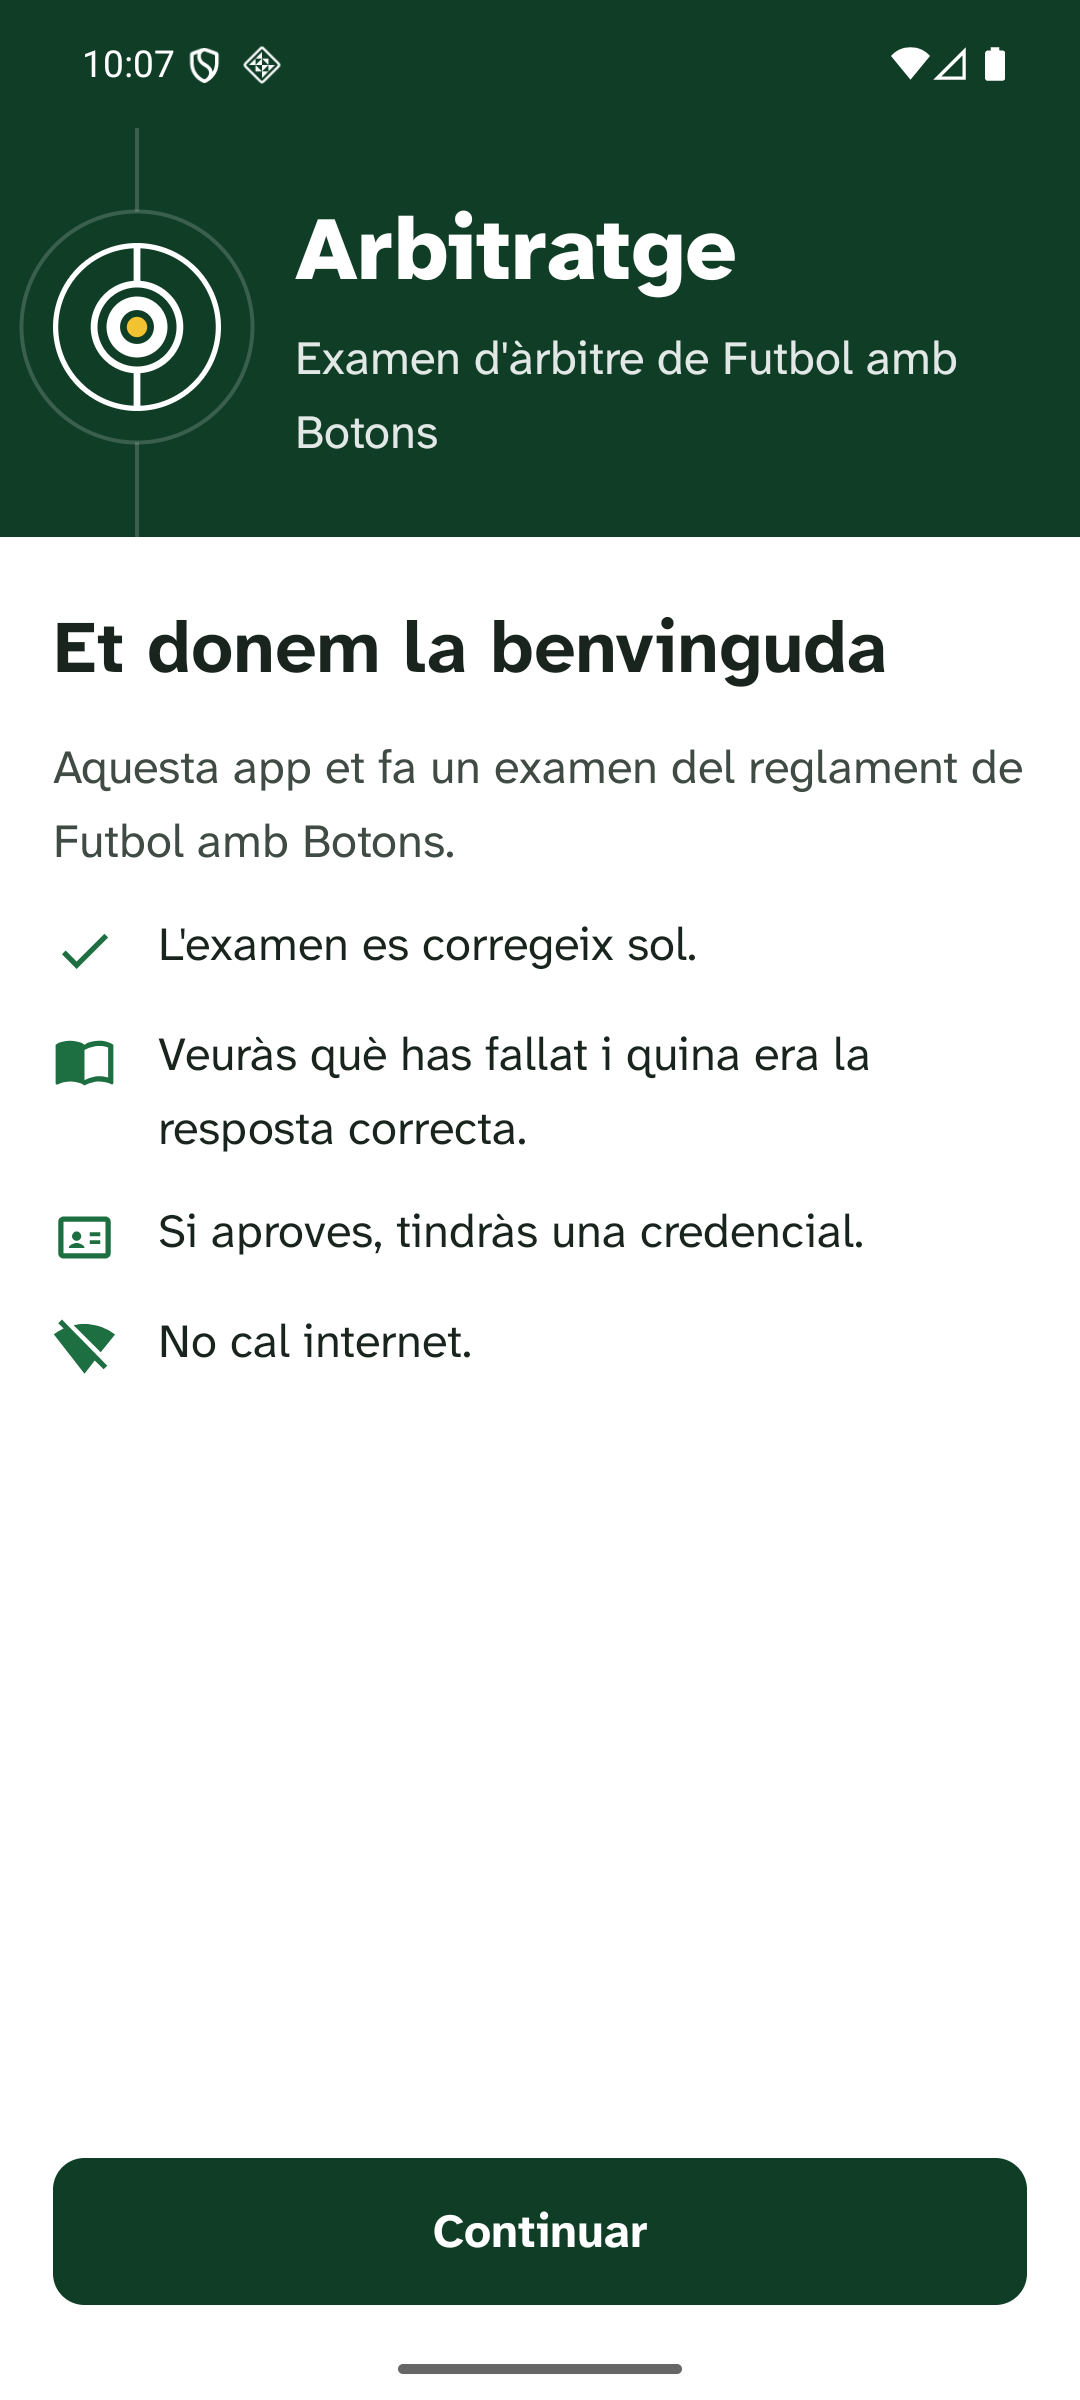 10:07
Arbitratge
Examen d'àrbitre de Futbol amb
Botons
Et donem la benvinguda
Aquesta app et fa un examen del reglament de
Futbol amb Botons.
L'examen es corregeix sol.
Veuràs què has fallat i quina era la
resposta correcta.
Si aproves, tindràs una credencial.
No cal internet.
Continuar